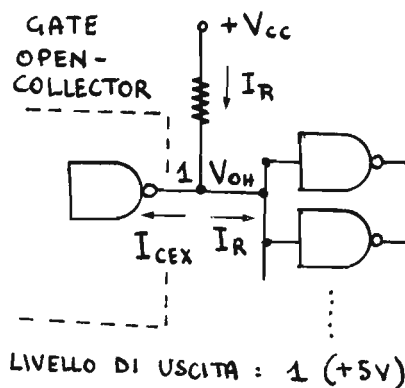 GATE
OPEN-
COLLECTOR
+VCC
IR
1 VOH
ICEX IR
LIVELLO DI USCITA : 1 (+5V)